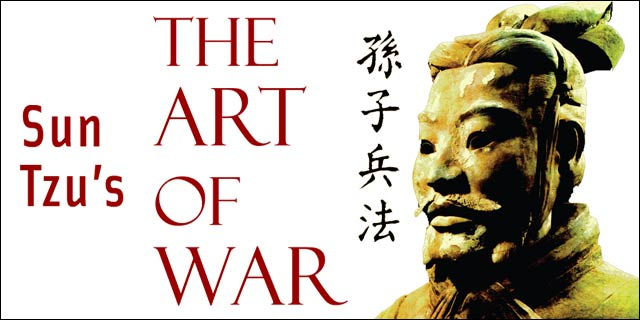 Sun
Tzu's
THE
ART
OF
WAR
孫子兵法